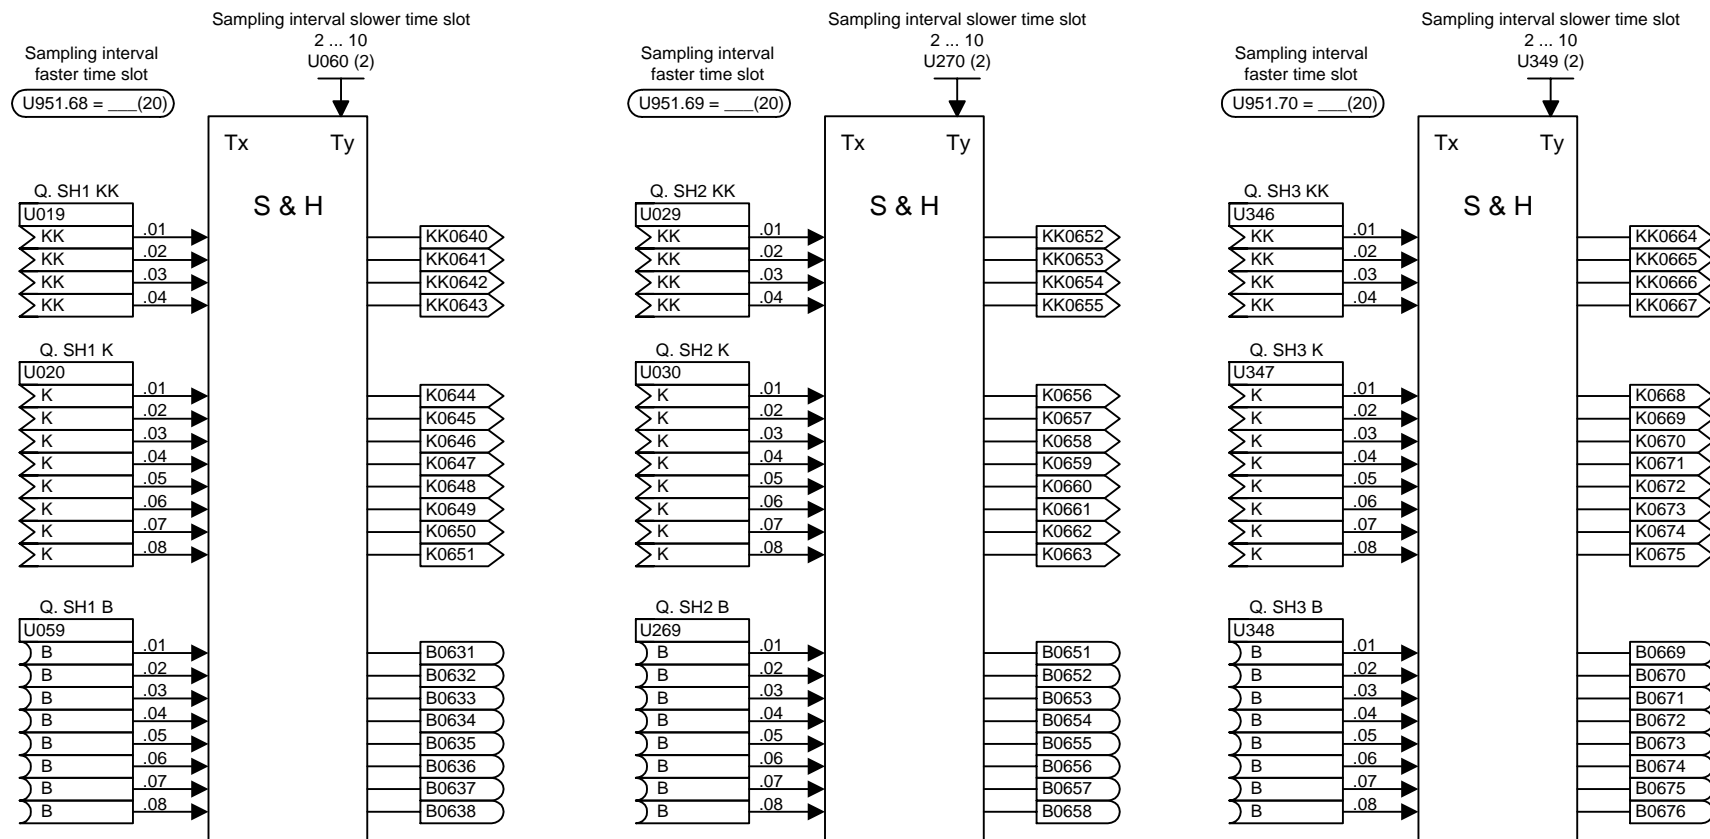 Sampling interval slower time slot
2 ... 10
U060 (2)
Sampling interval
faster time slot
U951.68 = ___(20)
Tx Ty
S & H
Q. SH1 KK
U019
KK .01 KK0640
KK .02 KK0641
KK .03 KK0642
KK .04 KK0643
Q. SH1 K
U020
K .01 K0644
K .02 K0645
K .03 K0646
K .04 K0647
K .05 K0648
K .06 K0649
K .07 K0650
K .08 K0651
Q. SH1 B
U059
B .01 B0631
B .02 B0632
B .03 B0633
B .04 B0634
B .05 B0635
B .06 B0636
B .07 B0637
B .08 B0638
Sampling interval slower time slot
2 ... 10
U270 (2)
Sampling interval
faster time slot
U951.69 = ___(20)
Tx Ty
S & H
Q. SH2 KK
U029
KK .01 KK0652
KK .02 KK0653
KK .03 KK0654
KK .04 KK0655
Q. SH2 K
U030
K .01 K0656
K .02 K0657
K .03 K0658
K .04 K0659
K .05 K0660
K .06 K0661
K .07 K0662
K .08 K0663
Q. SH2 B
U269
B .01 B0651
B .02 B0652
B .03 B0653
B .04 B0654
B .05 B0655
B .06 B0656
B .07 B0657
B .08 B0658
Sampling interval slower time slot
2 ... 10
U349 (2)
Sampling interval
faster time slot
U951.70 = ___(20)
Tx Ty
S & H
Q. SH3 KK
U346
KK .01 KK0664
KK .02 KK0665
KK .03 KK0666
KK .04 KK0667
Q. SH3 K
U347
K .01 K0668
K .02 K0669
K .03 K0670
K .04 K0671
K .05 K0672
K .06 K0673
K .07 K0674
K .08 K0675
Q. SH3 B
U348
B .01 B0669
B .02 B0670
B .03 B0671
B .04 B0672
B .05 B0673
B .06 B0674
B .07 B0675
B .08 B0676